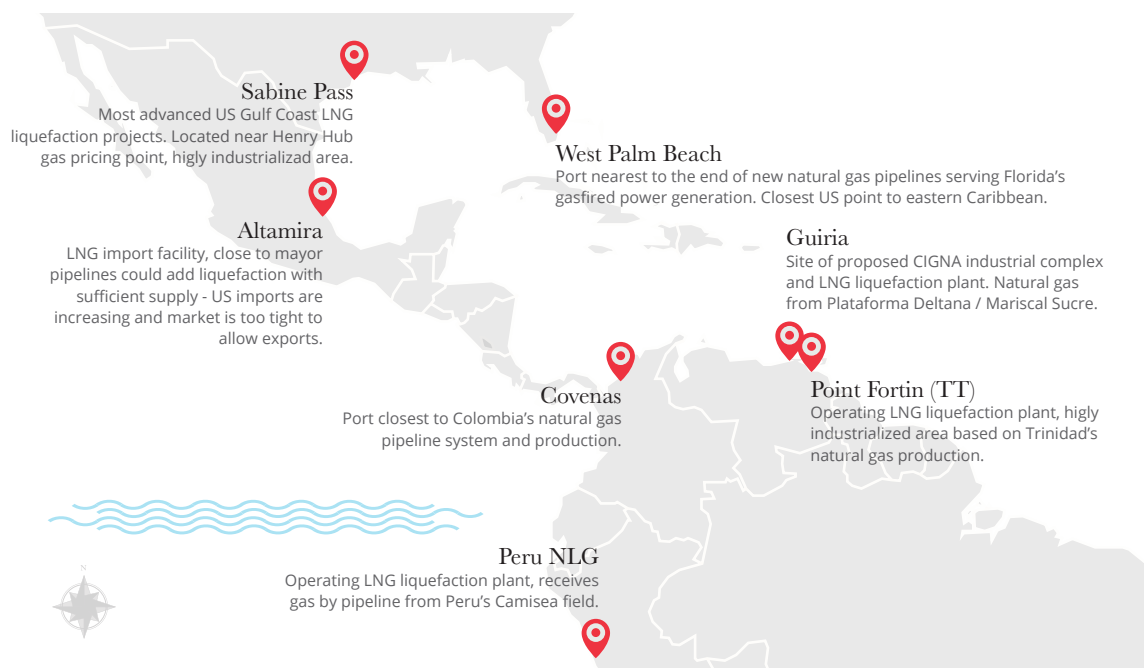 Sabine Pass
Most advanced US Gulf Coast LNG
liquefaction projects. Located near Henry Hub
gas pricing point, higly industrializad area.
West Palm Beach
Port nearest to the end of new natural gas pipelines serving Florida's
gasfired power generation. Closest US point to eastern Caribbean.
Altamira
LNG import facility, close to mayor
pipelines could add liquefaction with
sufficient supply - US imports are
increasing and market is too tight to
allow exports.
Guiria
Site of proposed CIGNA industrial complex
and LNG liquefaction plant. Natural gas
from Plataforma Deltana / Mariscal Sucre.
Covenas
Port closest to Colombia's natural gas
pipeline system and production.
Point Fortin (TT)
Operating LNG liquefaction plant, higly
industrialized area based on Trinidad's
natural gas production.
Peru NLG
Operating LNG liquefaction plant, receives
gas by pipeline from Peru's Camisea field.
N